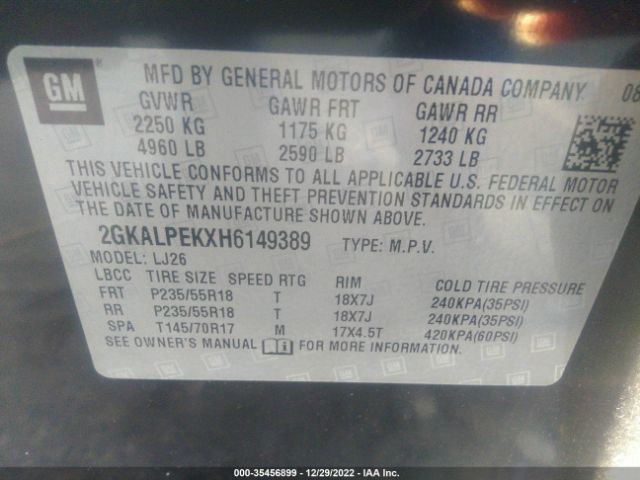 GM ®
MFD BY GENERAL MOTORS OF CANADA COMPANY 08
GVWR GAWR FRT GAWR RR
2250 KG 1175 KG 1240 KG
4960 LB 2590 LB 2733 LB
THIS VEHICLE CONFORMS TO ALL APPLICABLE U.S. FEDERAL MOTOR
VEHICLE SAFETY AND THEFT PREVENTION STANDARDS IN EFFECT ON
THE DATE OF MANUFACTURE SHOWN ABOVE.
2GKALPEKXH6149389 TYPE: M.P.V.
MODEL: LJ26
LBCC TIRE SIZE SPEED RTG RIM COLD TIRE PRESSURE
FRT P235/55R18 T 18X7J 240KPA(35PSI)
RR P235/55R18 T 18X7J 240KPA(35PSI)
SPA T145/70R17 M 17X4.5T 420KPA(60PSI)
SEE OWNER'S MANUAL FOR MORE INFORMATION.
000-35456899 - 12/29/2022 - IAA Inc.